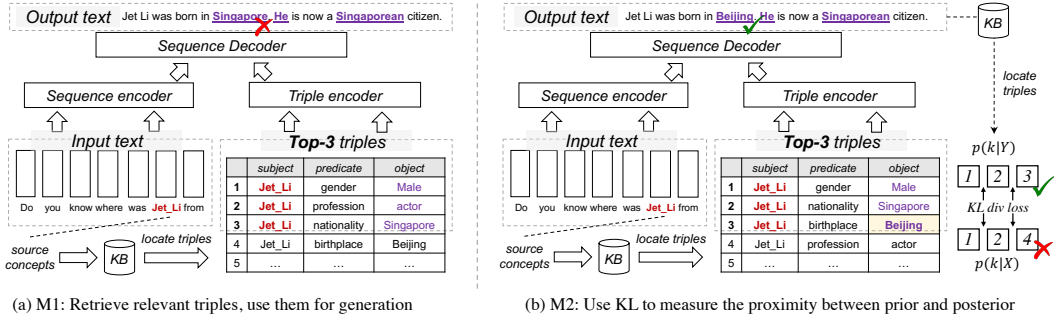 Output text Jet Li was born in Singapore. He is now a Singaporean citizen.
Sequence Decoder
Sequence encoder Triple encoder
Input text
Do you know where was Jet_Li from
source concepts
KB
locate triples
Top-3 triples
subject predicate object
1 Jet_Li gender Male
2 Jet_Li profession actor
3 Jet_Li nationality Singapore
4 Jet_Li birthplace Beijing
5 ... ... ...
(a) M1: Retrieve relevant triples, use them for generation
Output text Jet Li was born in Beijing. He is now a Singaporean citizen.
Sequence Decoder
Sequence encoder Triple encoder
Input text
Do you know where was Jet_Li from
source concepts
KB
locate triples
Top-3 triples
subject predicate object
1 Jet_Li gender Male
2 Jet_Li nationality Singapore
3 Jet_Li birthplace Beijing
4 Jet_Li profession actor
5 ... ... ...
KB
locate
triples
p(k|Y)
1 2 3
KL div loss
1 2 4
p(k|X)
(b) M2: Use KL to measure the proximity between prior and posterior